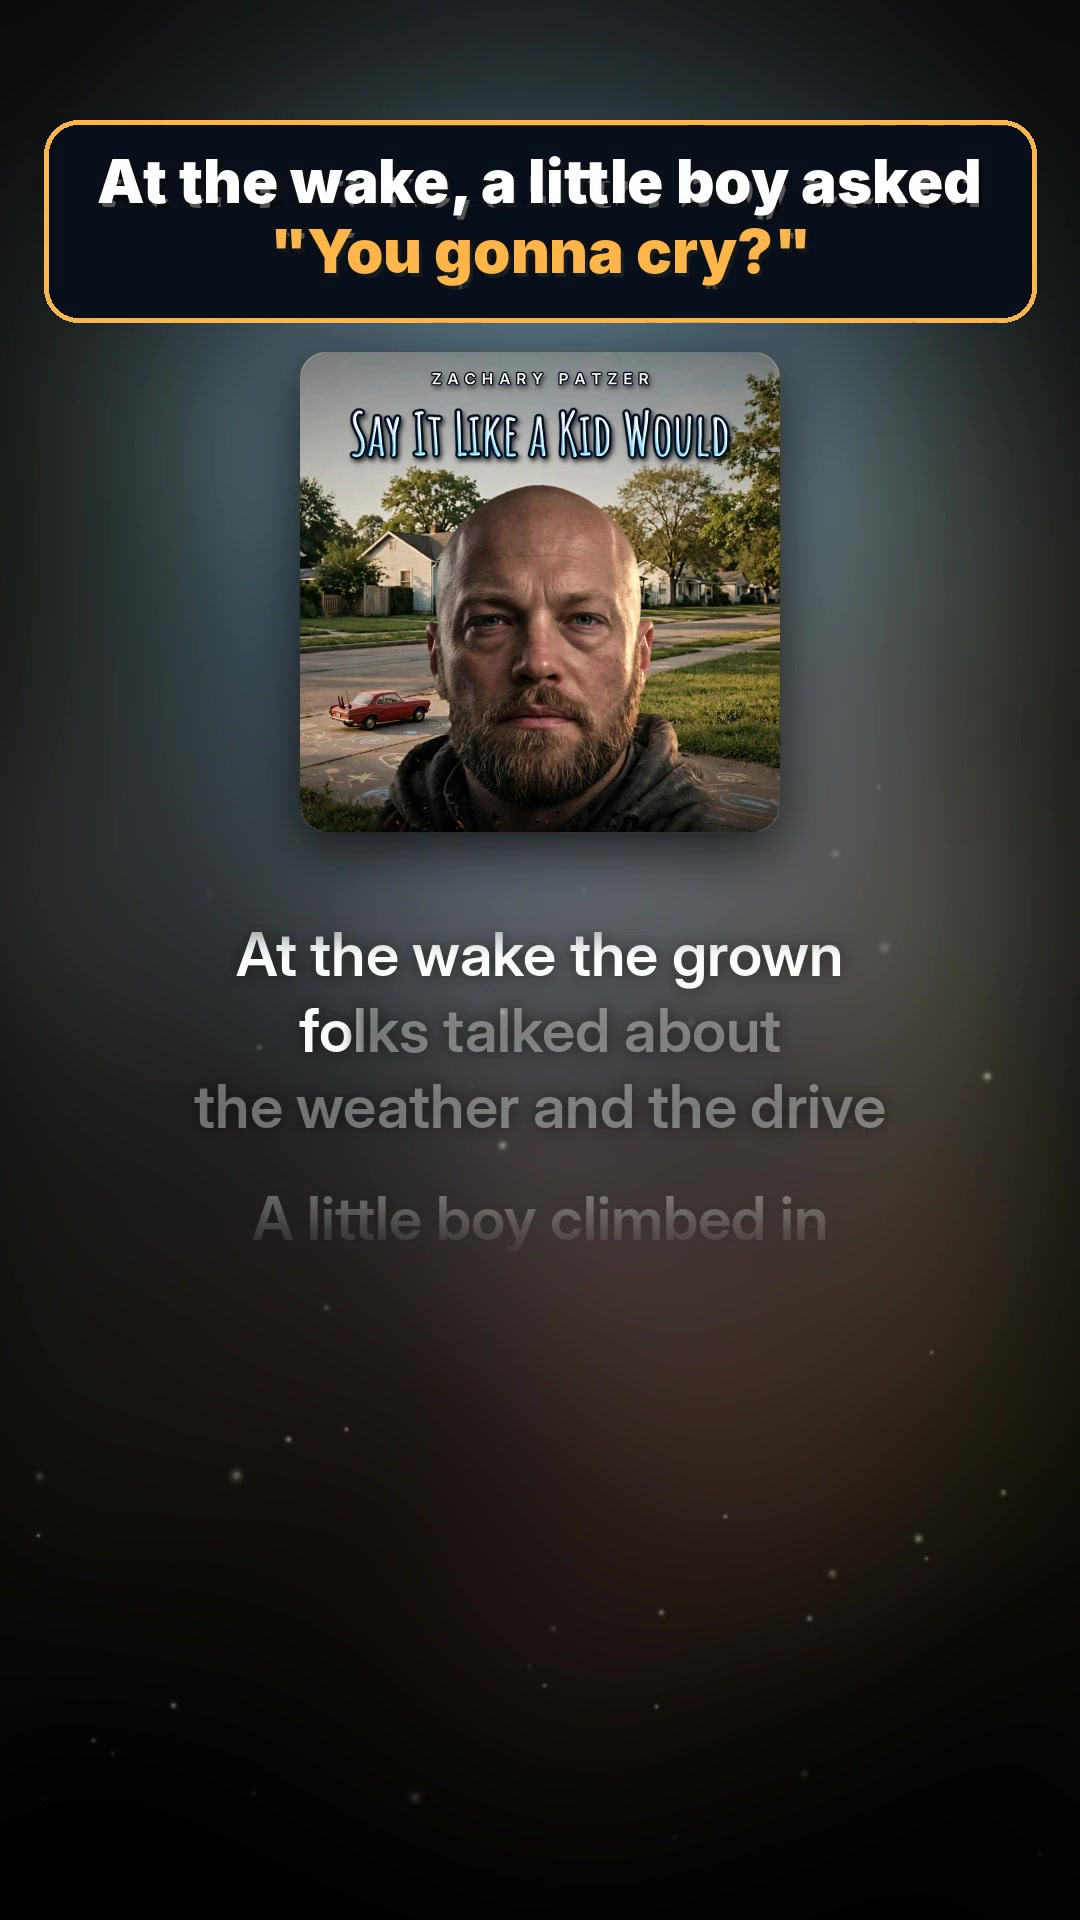 At the wake, a little boy asked
"You gonna cry?"
ZACHARY PATZER
SAY IT LIKE A KID WOULD
At the wake the grown
folks talked about
the weather and the drive
A little boy climbed in